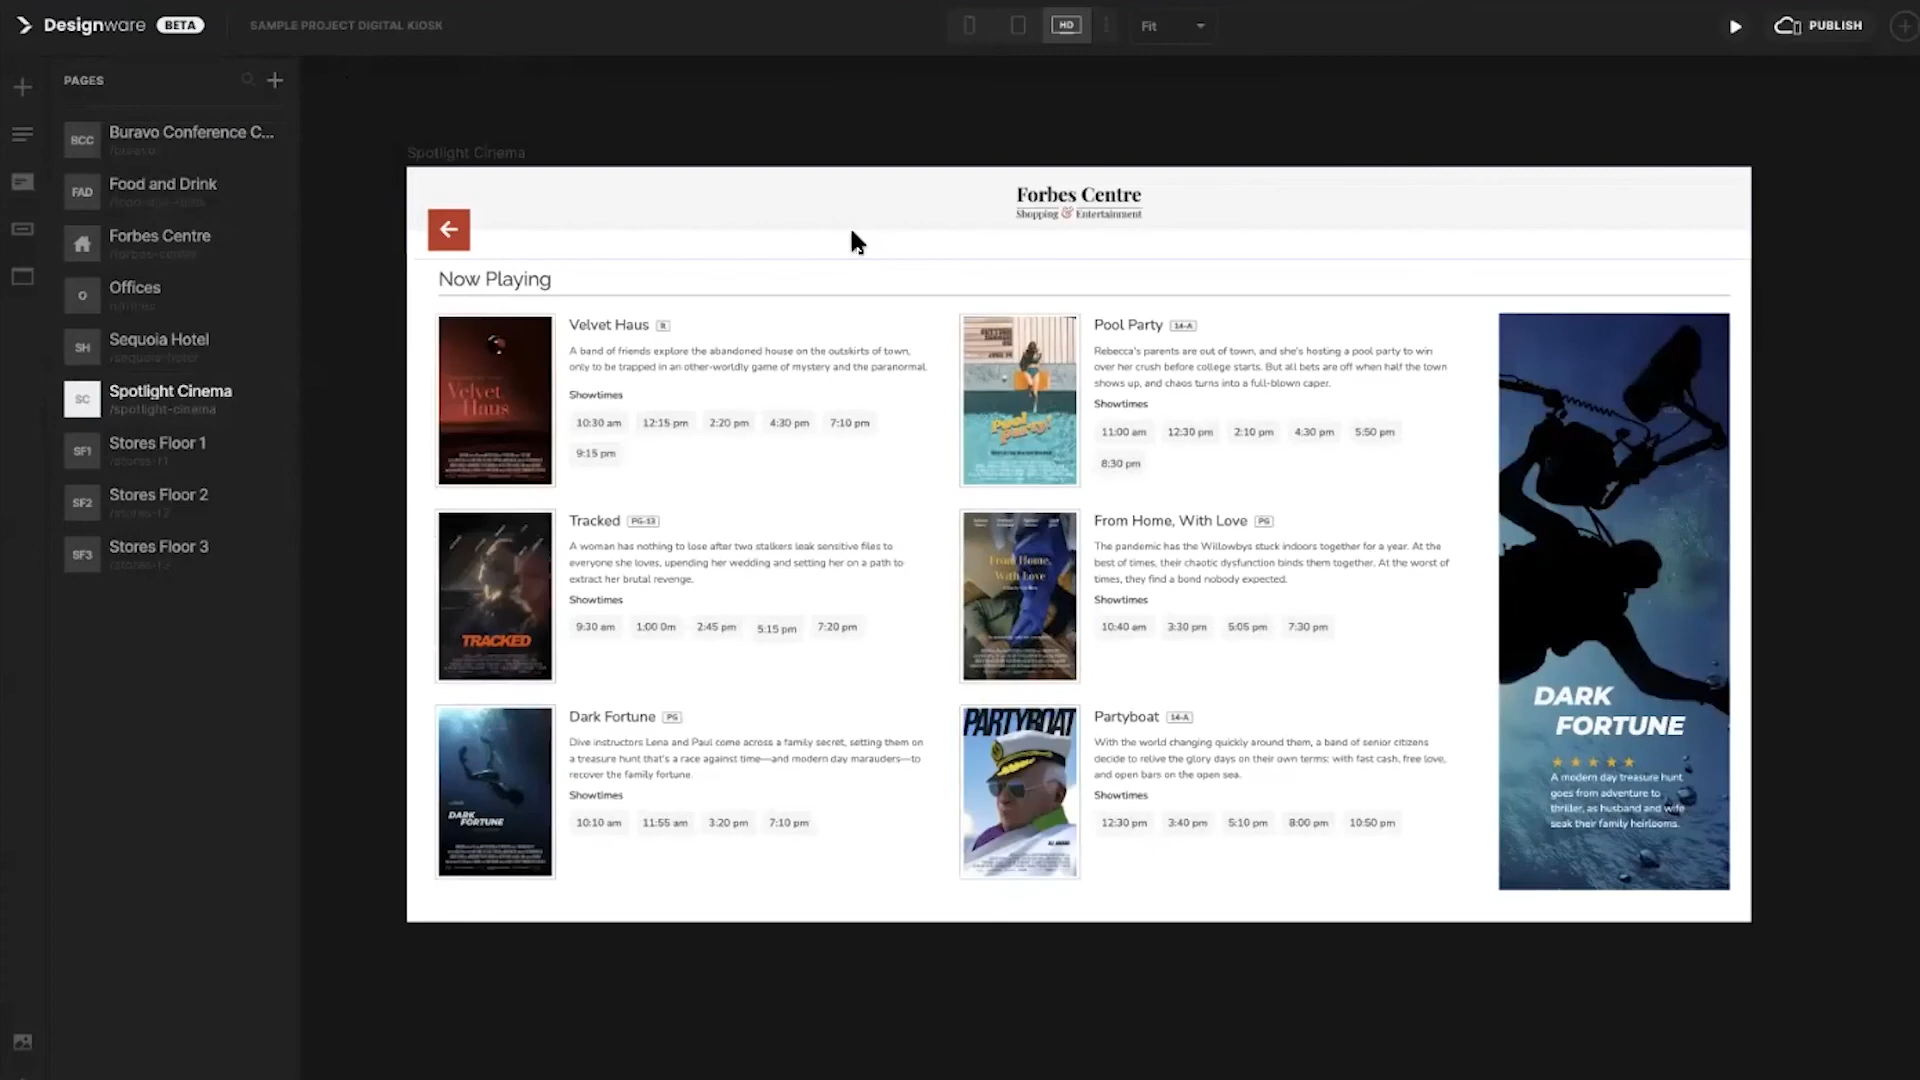 Designware BETA
SAMPLE PROJECT DIGITAL KIOSK
HD
Fit
PUBLISH
PAGES
BCC
Buravo Conference C...
FAD
Food and Drink
Forbes Centre
O
Offices
SH
Sequoia Hotel
SC
Spotlight Cinema
/spotlight-cinema
SF1
Stores Floor 1
SF2
Stores Floor 2
SF3
Stores Floor 3
Spotlight Cinema
Forbes Centre
Shopping & Entertainment
Now Playing
Velvet
Haus
Velvet Haus R
A band of friends explore the abandoned house on the outskirts of town,
only to be trapped in an other-worldly game of mystery and the paranormal.
Showtimes
10:30 am 12:15 pm 2:20 pm 4:30 pm 7:10 pm
9:15 pm
Pool
Party!
Pool Party 14-A
Rebecca's parents are out of town, and she's hosting a pool party to win
over her crush before college starts. But all bets are off when half the town
shows up, and chaos turns into a full-blown caper.
Showtimes
11:00 am 12:30 pm 2:10 pm 4:30 pm 5:50 pm
8:30 pm
TRACKED
Tracked PG-13
A woman has nothing to lose after two stalkers leak sensitive files to
everyone she loves, upending her wedding and setting her on a path to
extract her brutal revenge.
Showtimes
9:30 am 1:00 0m 2:45 pm 5:15 pm 7:20 pm
From Home,
With Love
From Home, With Love PG
The pandemic has the Willowbys stuck indoors together for a year. At the
best of times, their chaotic dysfunction binds them together. At the worst of
times, they find a bond nobody expected.
Showtimes
10:40 am 3:30 pm 5:05 pm 7:30 pm
DARK
FORTUNE
Dark Fortune PG
Dive instructors Lena and Paul come across a family secret, setting them on
a treasure hunt that's a race against time—and modern day marauders—to
recover the family fortune.
Showtimes
10:10 am 11:55 am 3:20 pm 7:10 pm
PARTYBOAT
Partyboat 14-A
With the world changing quickly around them, a band of senior citizens
decide to relive the glory days on their own terms: with fast cash, free love,
and open bars on the open sea.
Showtimes
12:30 pm 3:40 pm 5:10 pm 8:00 pm 10:50 pm
DARK
FORTUNE
A modern day treasure hunt
goes from adventure to
thriller, as husband and wife
seak their family heirlooms.